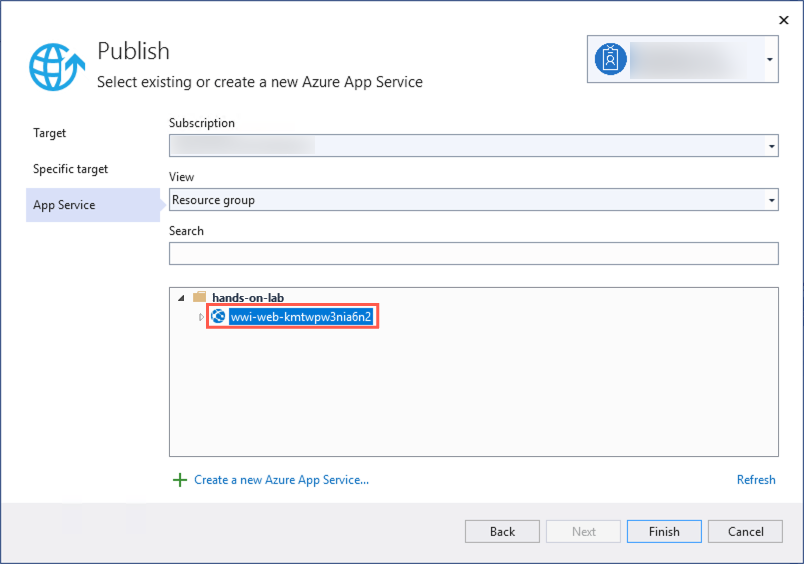 Publish
Select existing or create a new Azure App Service
Target
Specific target
App Service
Subscription
View
Resource group
Search
hands-on-lab
wwi-web-kmtwpw3nia6n2
Create a new Azure App Service...
Refresh
Back
Next
Finish
Cancel